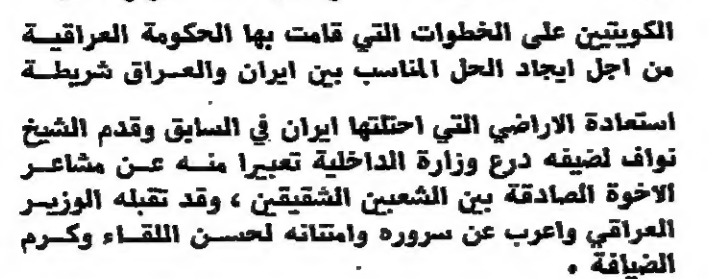 الكويتيين على الخطوات التي قامت بها الحكومة العراقية
من اجل ايجاد الحل المناسب بين ايران والعراق شريطة
استعادة الاراضي التي احتلتها ايران في السابق وقدم الشيخ
نواف لضيفه درع وزارة الداخلية تعبيرا منه عن مشاعر
الاخوة الصادقة بين الشعبين الشقيقين ، وقد تقبله الوزير
العراقي واعرب عن سروره وامتنانه لحسن اللقاء وكرم
الضيافة .